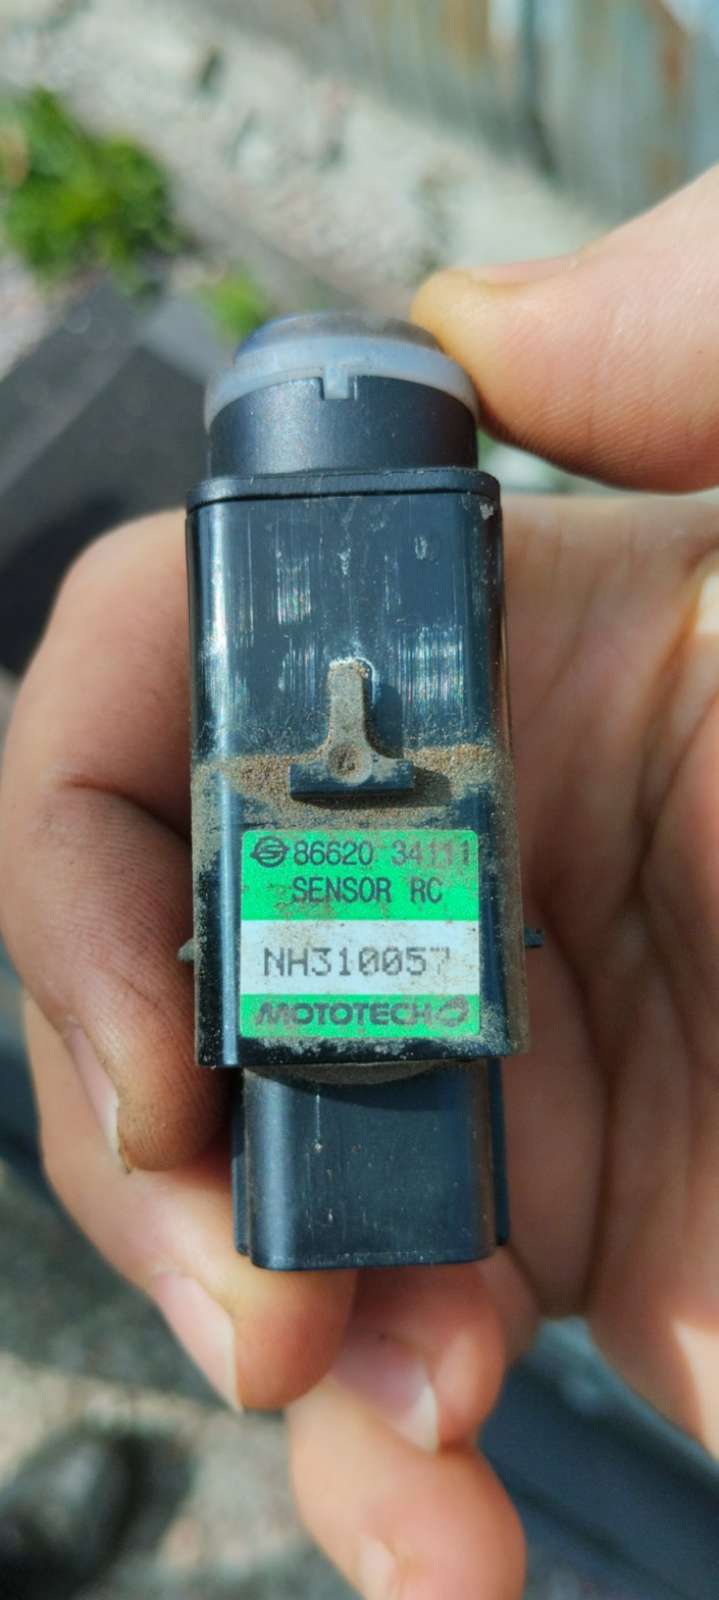 86620 34111
SENSOR RC
NH310057
MOTOTECH